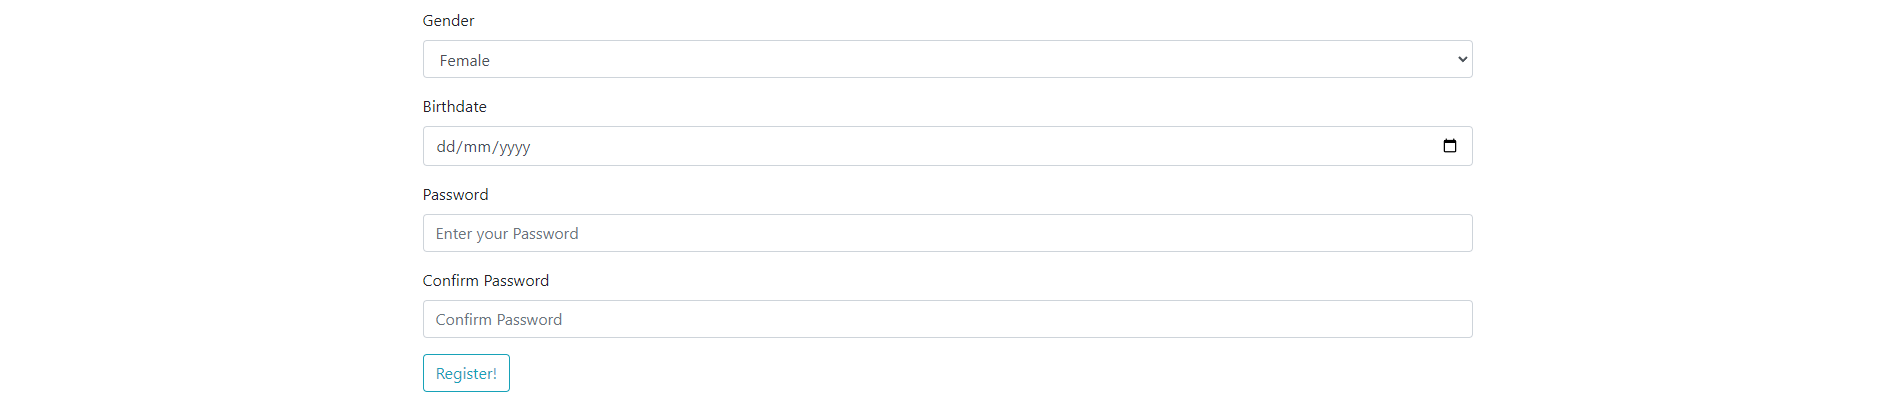 Gender
Female
Birthdate
dd/mm/yyyy
Password
Enter your Password
Confirm Password
Confirm Password
Register!